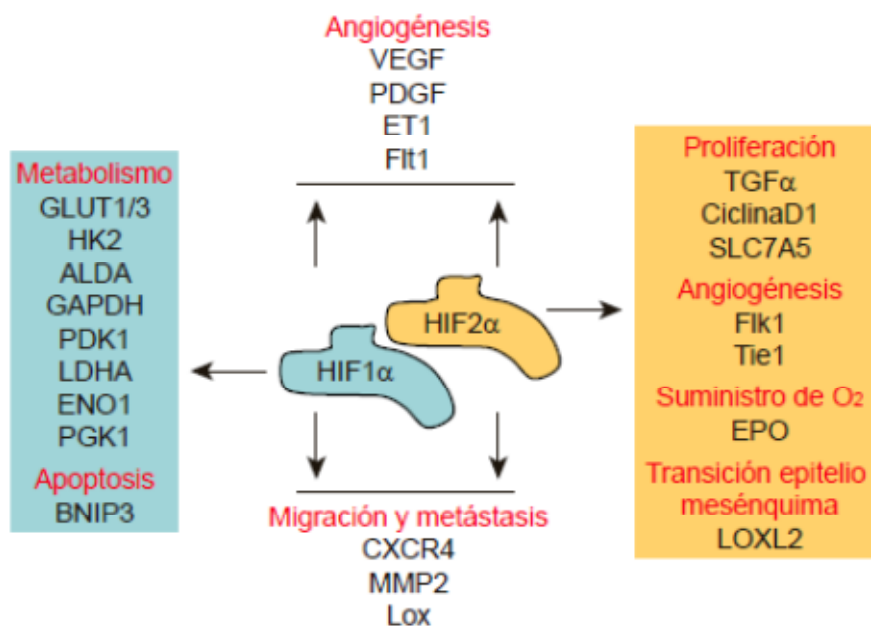 Angiogénesis
VEGF
PDGF
ET1
Flt1
Metabolismo
GLUT1/3
HK2
ALDA
GAPDH
PDK1
LDHA
ENO1
PGK1
Apoptosis
BNIP3
HIF1α
HIF2α
Proliferación
TGFα
CiclinaD1
SLC7A5
Angiogénesis
Flk1
Tie1
Suministro de O₂
EPO
Transición epitelio
mesénquima
LOXL2
Migración y metástasis
CXCR4
MMP2
Lox